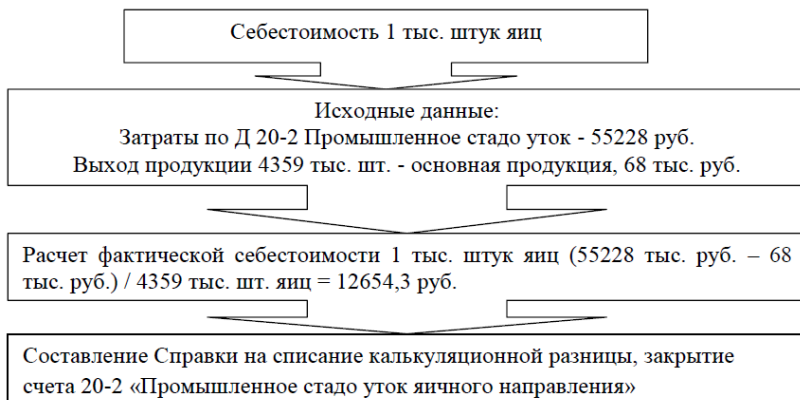 Себестоимость 1 тыс. штук яиц
Исходные данные:
Затраты по Д 20-2 Промышленное стадо уток - 55228 руб.
Выход продукции 4359 тыс. шт. - основная продукция, 68 тыс. руб.
Расчет фактической себестоимости 1 тыс. штук яиц (55228 тыс. руб. – 68
тыс. руб.) / 4359 тыс. шт. яиц = 12654,3 руб.
Составление Справки на списание калькуляционной разницы, закрытие
счета 20-2 «Промышленное стадо уток яичного направления»